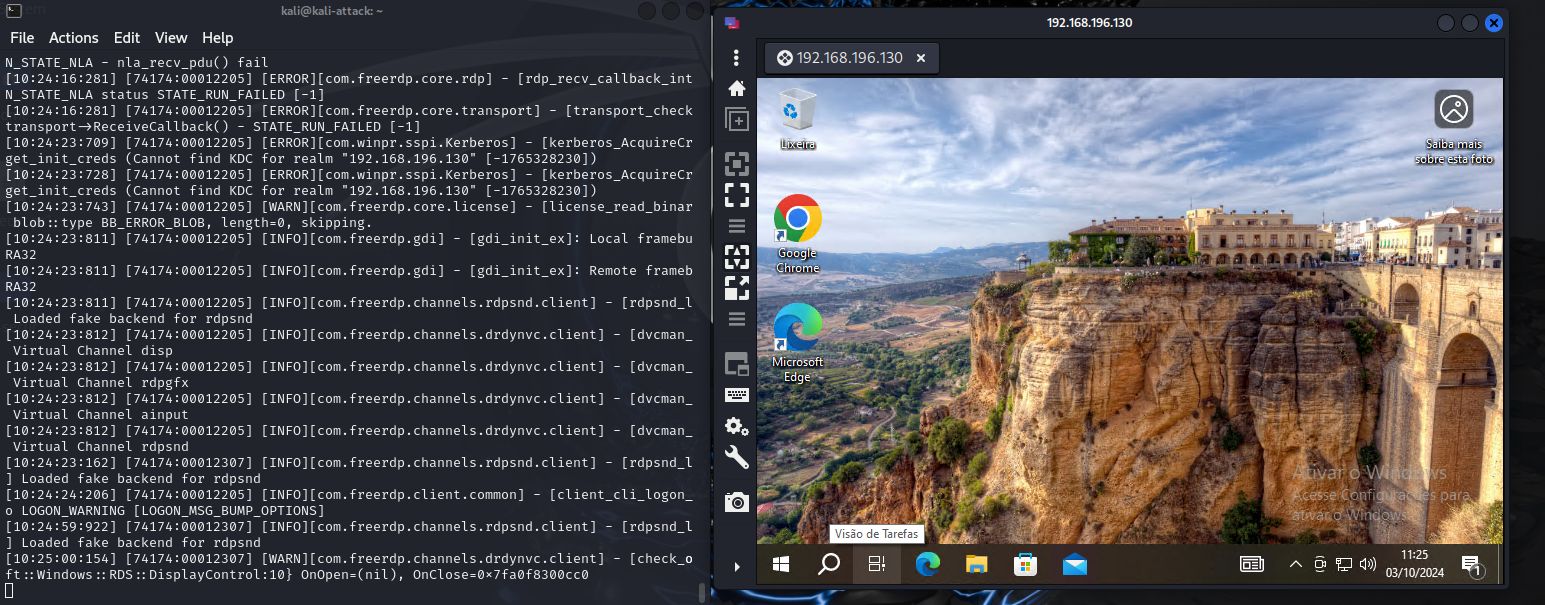 kali@kali-attack: ~
File Actions Edit View Help
N_STATE_NLA - nla_recv_pdu() fail
[10:24:16:281] [74174:00012205] [ERROR][com.freerdp.core.rdp] - [rdp_recv_callback_int
N_STATE_NLA status STATE_RUN_FAILED [-1]
[10:24:16:281] [74174:00012205] [ERROR][com.freerdp.core.transport] - [transport_check
transport→ReceiveCallback() - STATE_RUN_FAILED [-1]
[10:24:23:709] [74174:00012205] [ERROR][com.winpr.sspi.Kerberos] - [kerberos_AcquireCr
get_init_creds (Cannot find KDC for realm "192.168.196.130" [-1765328230])
[10:24:23:728] [74174:00012205] [ERROR][com.winpr.sspi.Kerberos] - [kerberos_AcquireCr
get_init_creds (Cannot find KDC for realm "192.168.196.130" [-1765328230])
[10:24:23:743] [74174:00012205] [WARN][com.freerdp.core.license] - [license_read_binar
blob::type BB_ERROR_BLOB, length=0, skipping.
[10:24:23:811] [74174:00012205] [INFO][com.freerdp.gdi] - [gdi_init_ex]: Local framebu
RA32
[10:24:23:811] [74174:00012205] [INFO][com.freerdp.gdi] - [gdi_init_ex]: Remote frameb
RA32
[10:24:23:811] [74174:00012205] [INFO][com.freerdp.channels.rdpsnd.client] - [rdpsnd_l
Loaded fake backend for rdpsnd
[10:24:23:812] [74174:00012205] [INFO][com.freerdp.channels.drdynvc.client] - [dvcman_
Virtual Channel disp
[10:24:23:812] [74174:00012205] [INFO][com.freerdp.channels.drdynvc.client] - [dvcman_
Virtual Channel rdpgfx
[10:24:23:812] [74174:00012205] [INFO][com.freerdp.channels.drdynvc.client] - [dvcman_
Virtual Channel ainput
[10:24:23:812] [74174:00012205] [INFO][com.freerdp.channels.drdynvc.client] - [dvcman_
Virtual Channel rdpsnd
[10:24:23:162] [74174:00012307] [INFO][com.freerdp.channels.rdpsnd.client] - [rdpsnd_l
] Loaded fake backend for rdpsnd
[10:24:24:206] [74174:00012205] [INFO][com.freerdp.client.common] - [client_cli_logon_
o LOGON_WARNING [LOGON_MSG_BUMP_OPTIONS]
[10:24:59:922] [74174:00012307] [INFO][com.freerdp.channels.rdpsnd.client] - [rdpsnd_l
] Loaded fake backend for rdpsnd
[10:25:00:154] [74174:00012307] [WARN][com.freerdp.channels.drdynvc.client] - [check_o
ft::Windows::RDS::DisplayControl:10} OnOpen=(nil), OnClose=0×7fa0f8300cc0
192.168.196.130
192.168.196.130
Lixeira
Saiba mais
sobre esta foto
Google
Chrome
Microsoft
Edge
Ativar o Windows
Acesse Configurações para
ativar o Windows.
Visão de Tarefas
11:25
03/10/2024
1